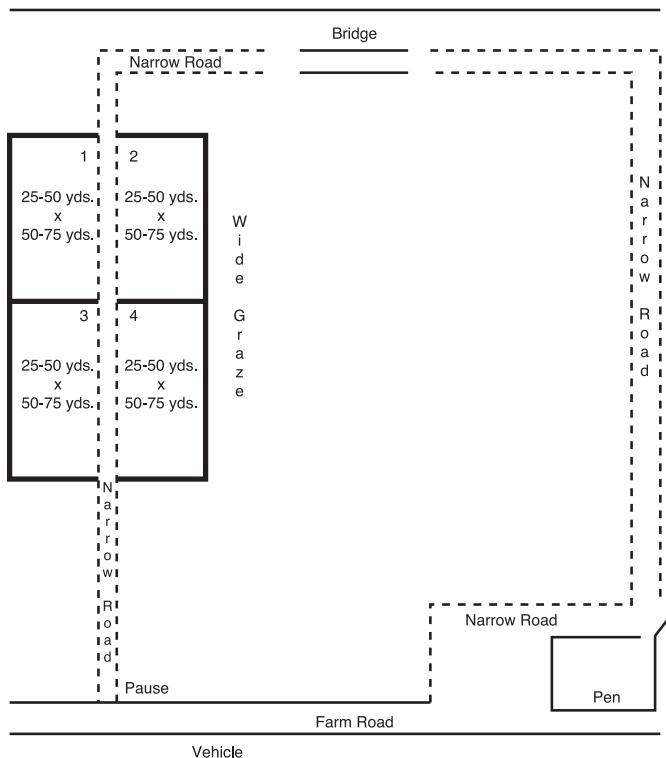 Bridge
Narrow Road
1
2
25-50 yds.
x
50-75 yds.
25-50 yds.
x
50-75 yds.
Wide Graze
Narrow Road
3
4
25-50 yds.
x
50-75 yds.
25-50 yds.
x
50-75 yds.
Narrow Road
Narrow Road
Pause
Pen
Farm Road
Vehicle